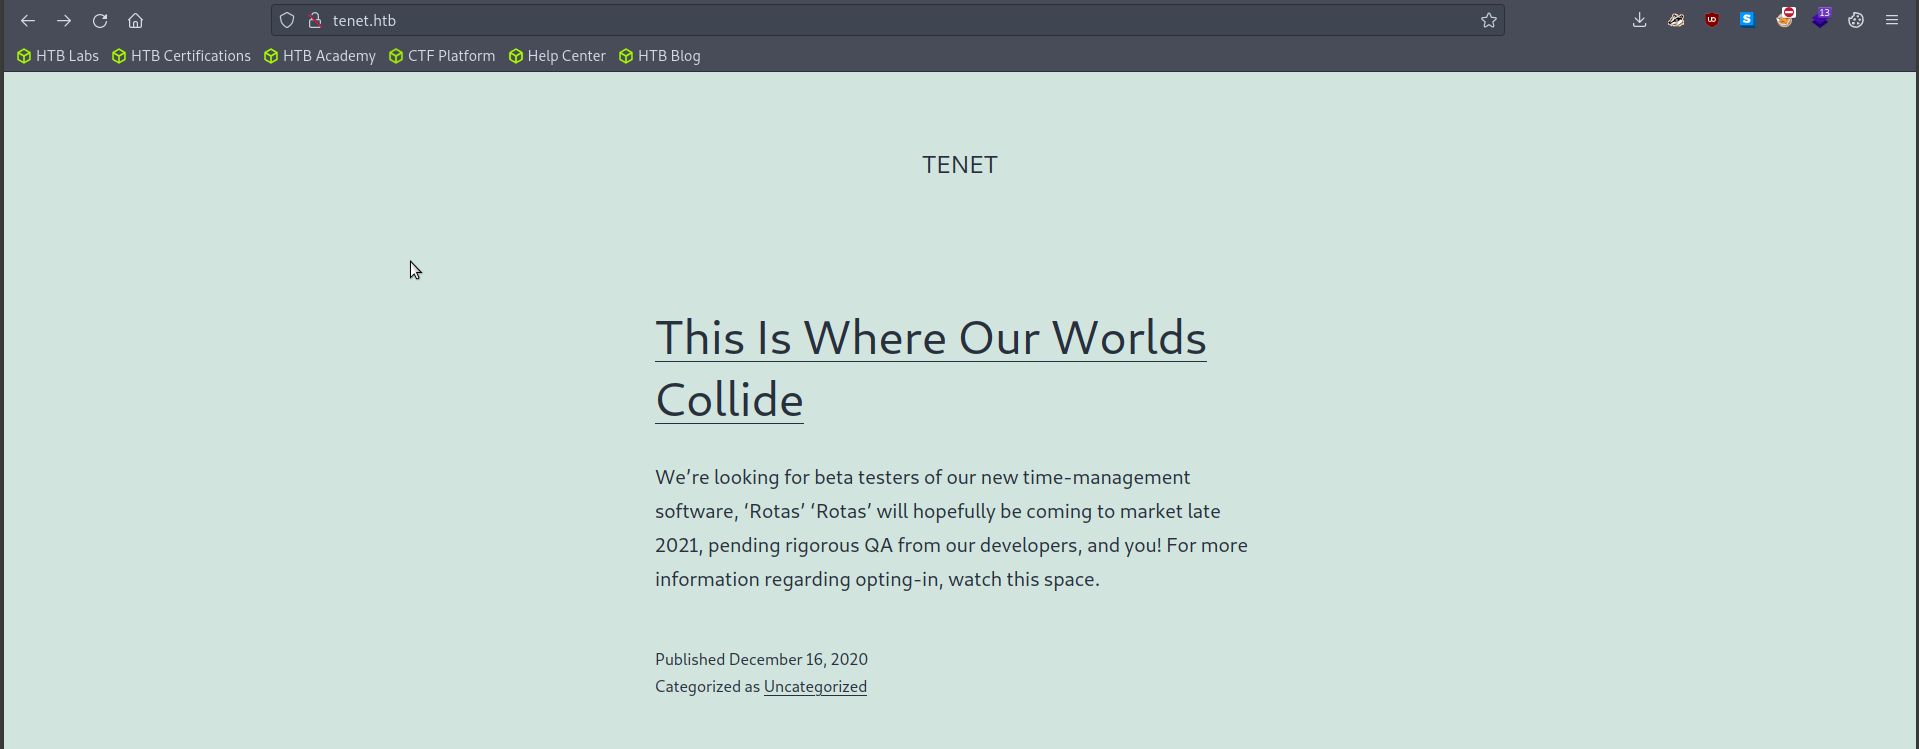 tenet.htb
13
HTB Labs HTB Certifications HTB Academy CTF Platform Help Center HTB Blog
TENET
This Is Where Our Worlds
Collide
We’re looking for beta testers of our new time-management
software, ‘Rotas’ ‘Rotas’ will hopefully be coming to market late
2021, pending rigorous QA from our developers, and you! For more
information regarding opting-in, watch this space.
Published December 16, 2020
Categorized as Uncategorized